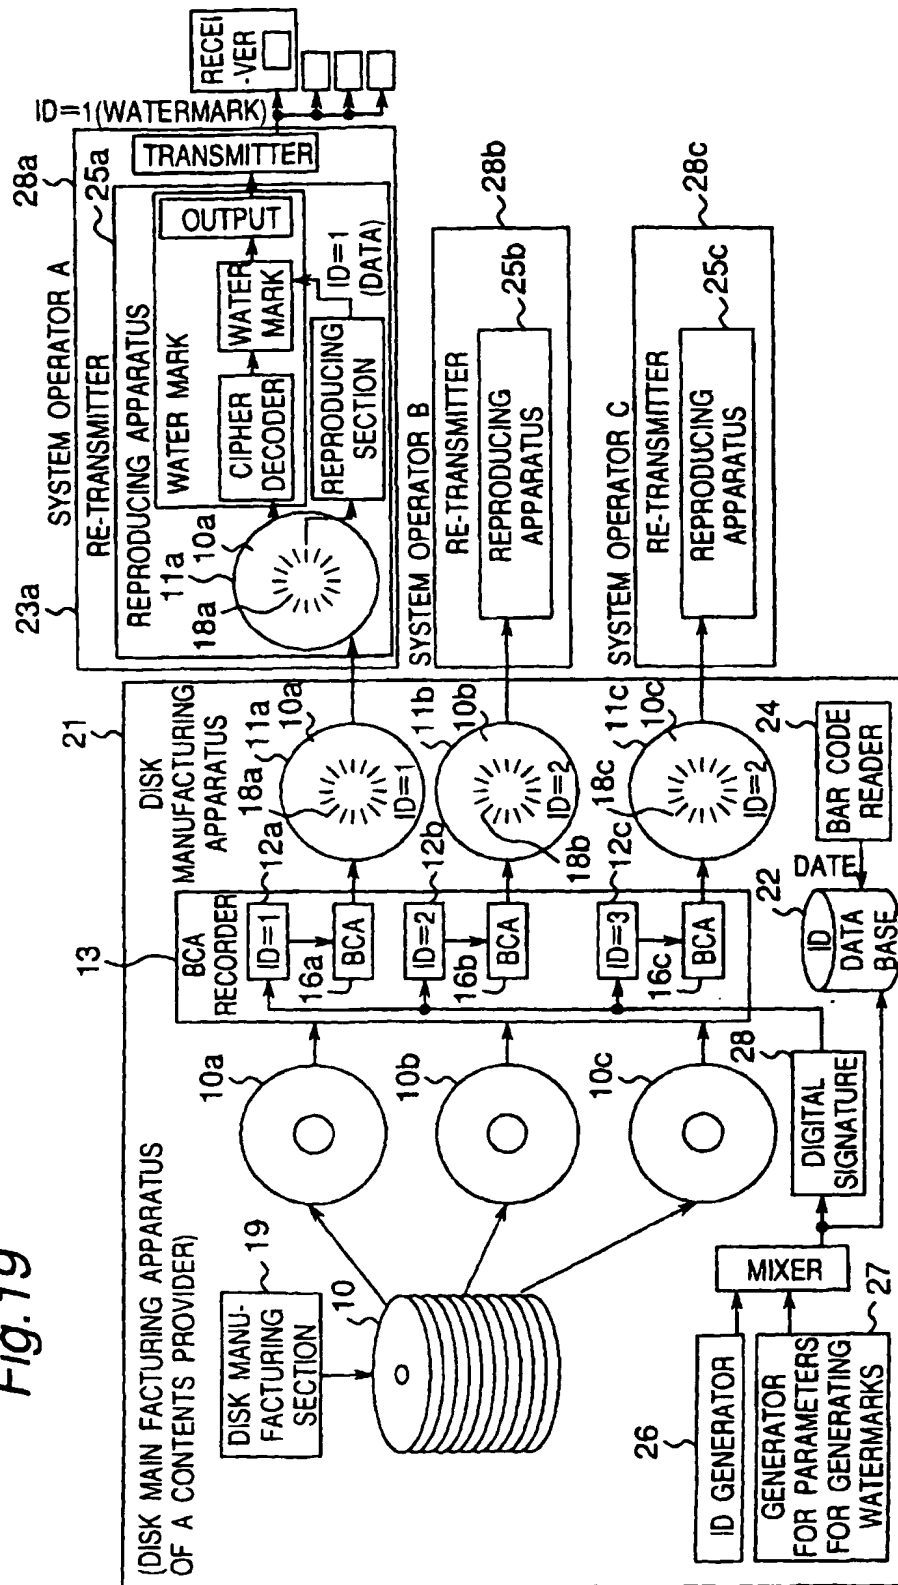 Fig.19
(DISK MAIN FACTURING APPARATUS
OF A CONTENTS PROVIDER)
DISK MANU-
FACTURING
SECTION
19
10
10a
10b
10c
26
ID GENERATOR
GENERATOR
FOR PARAMETERS
FOR GENERATING
WATERMARKS
27
MIXER
DIGITAL
SIGNATURE
28
13
BCA
RECORDER
ID=1
12a
16a
BCA
ID=2
12b
16b
BCA
ID=3
12c
16c
BCA
21
DISK
MANUFACTURING
APPARATUS
18a
11a
10a
ID=1
11b
10b
ID=2
18b
11c
10c
18c
ID=2
22
ID
DATA
BASE
DATE
24
BAR CODE
READER
23a
SYSTEM OPERATOR A
28a
RE-TRANSMITTER
25a
REPRODUCING APPARATUS
WATER MARK
11a
10a
18a
CIPHER
DECODER
WATER
MARK
OUTPUT
REPRODUCING
SECTION
ID=1
(DATA)
TRANSMITTER
ID=1(WATERMARK)
RECEI
-VER
SYSTEM OPERATOR B
28b
RE-TRANSMITTER
25b
REPRODUCING
APPARATUS
SYSTEM OPERATOR C
28c
RE-TRANSMITTER
25c
REPRODUCING
APPARATUS